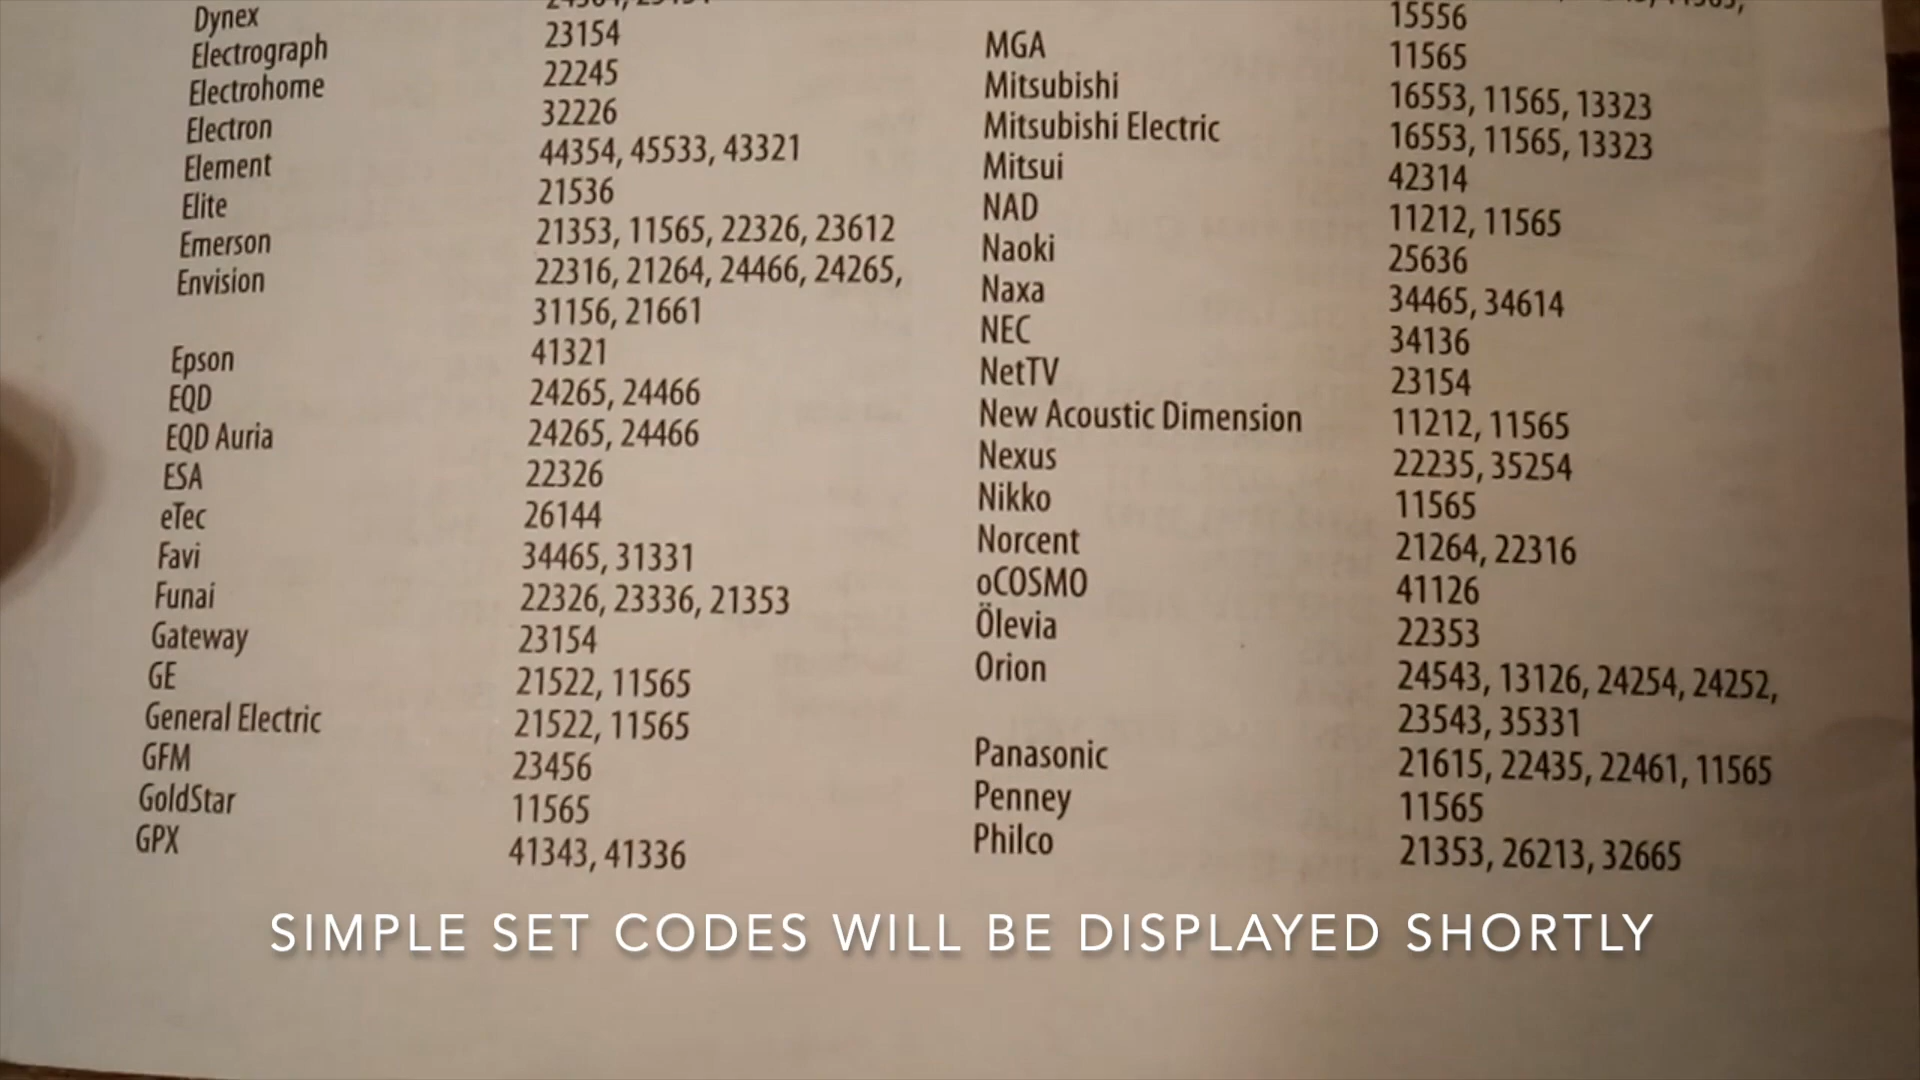 Dynex
Electrograph 23154
Electrohome 22245
Electron 32226
Element 44354, 45533, 43321
Elite 21536
Emerson 21353, 11565, 22326, 23612
Envision 22316, 21264, 24466, 24265,
31156, 21661
Epson 41321
EQD 24265, 24466
EQD Auria 24265, 24466
ESA 22326
eTec 26144
Favi 34465, 31331
Funai 22326, 23336, 21353
Gateway 23154
GE 21522, 11565
General Electric 21522, 11565
GFM 23456
GoldStar 11565
GPX 41343, 41336
15556
MGA 11565
Mitsubishi 16553, 11565, 13323
Mitsubishi Electric 16553, 11565, 13323
Mitsui 42314
NAD 11212, 11565
Naoki 25636
Naxa 34465, 34614
NEC 34136
NetTV 23154
New Acoustic Dimension 11212, 11565
Nexus 22235, 35254
Nikko 11565
Norcent 21264, 22316
oCOSMO 41126
Ölevia 22353
Orion 24543, 13126, 24254, 24252,
23543, 35331
Panasonic 21615, 22435, 22461, 11565
Penney 11565
Philco 21353, 26213, 32665
SIMPLE SET CODES WILL BE DISPLAYED SHORTLY